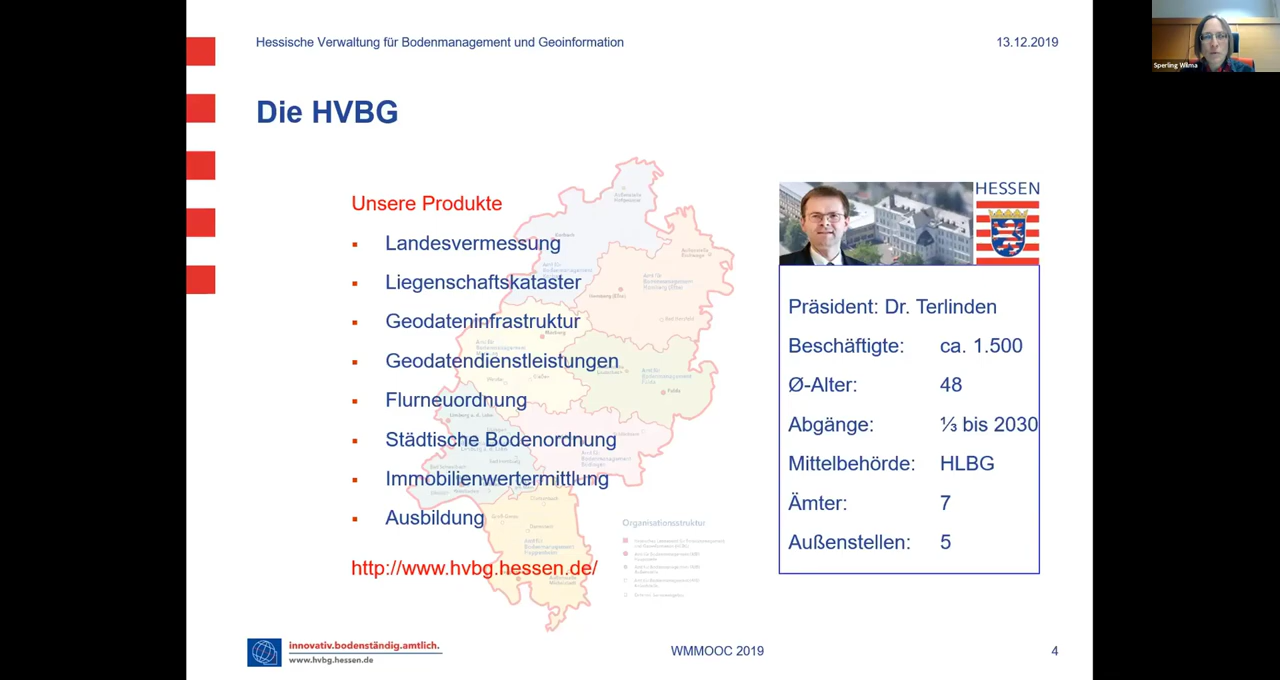 Hessische Verwaltung für Bodenmanagement und Geoinformation
13.12.2019
Sperling Wilma
Die HVBG
Unsere Produkte
▪ Landesvermessung
▪ Liegenschaftskataster
▪ Geodateninfrastruktur
▪ Geodatendienstleistungen
▪ Flurneuordnung
▪ Städtische Bodenordnung
▪ Immobilienwertermittlung
▪ Ausbildung
http://www.hvbg.hessen.de/
Organisationsstruktur
HESSEN
Präsident: Dr. Terlinden
Beschäftigte: ca. 1.500
Ø-Alter: 48
Abgänge: ⅓ bis 2030
Mittelbehörde: HLBG
Ämter: 7
Außenstellen: 5
innovativ.bodenständig.amtlich.
www.hvbg.hessen.de
WMMOOC 2019
4